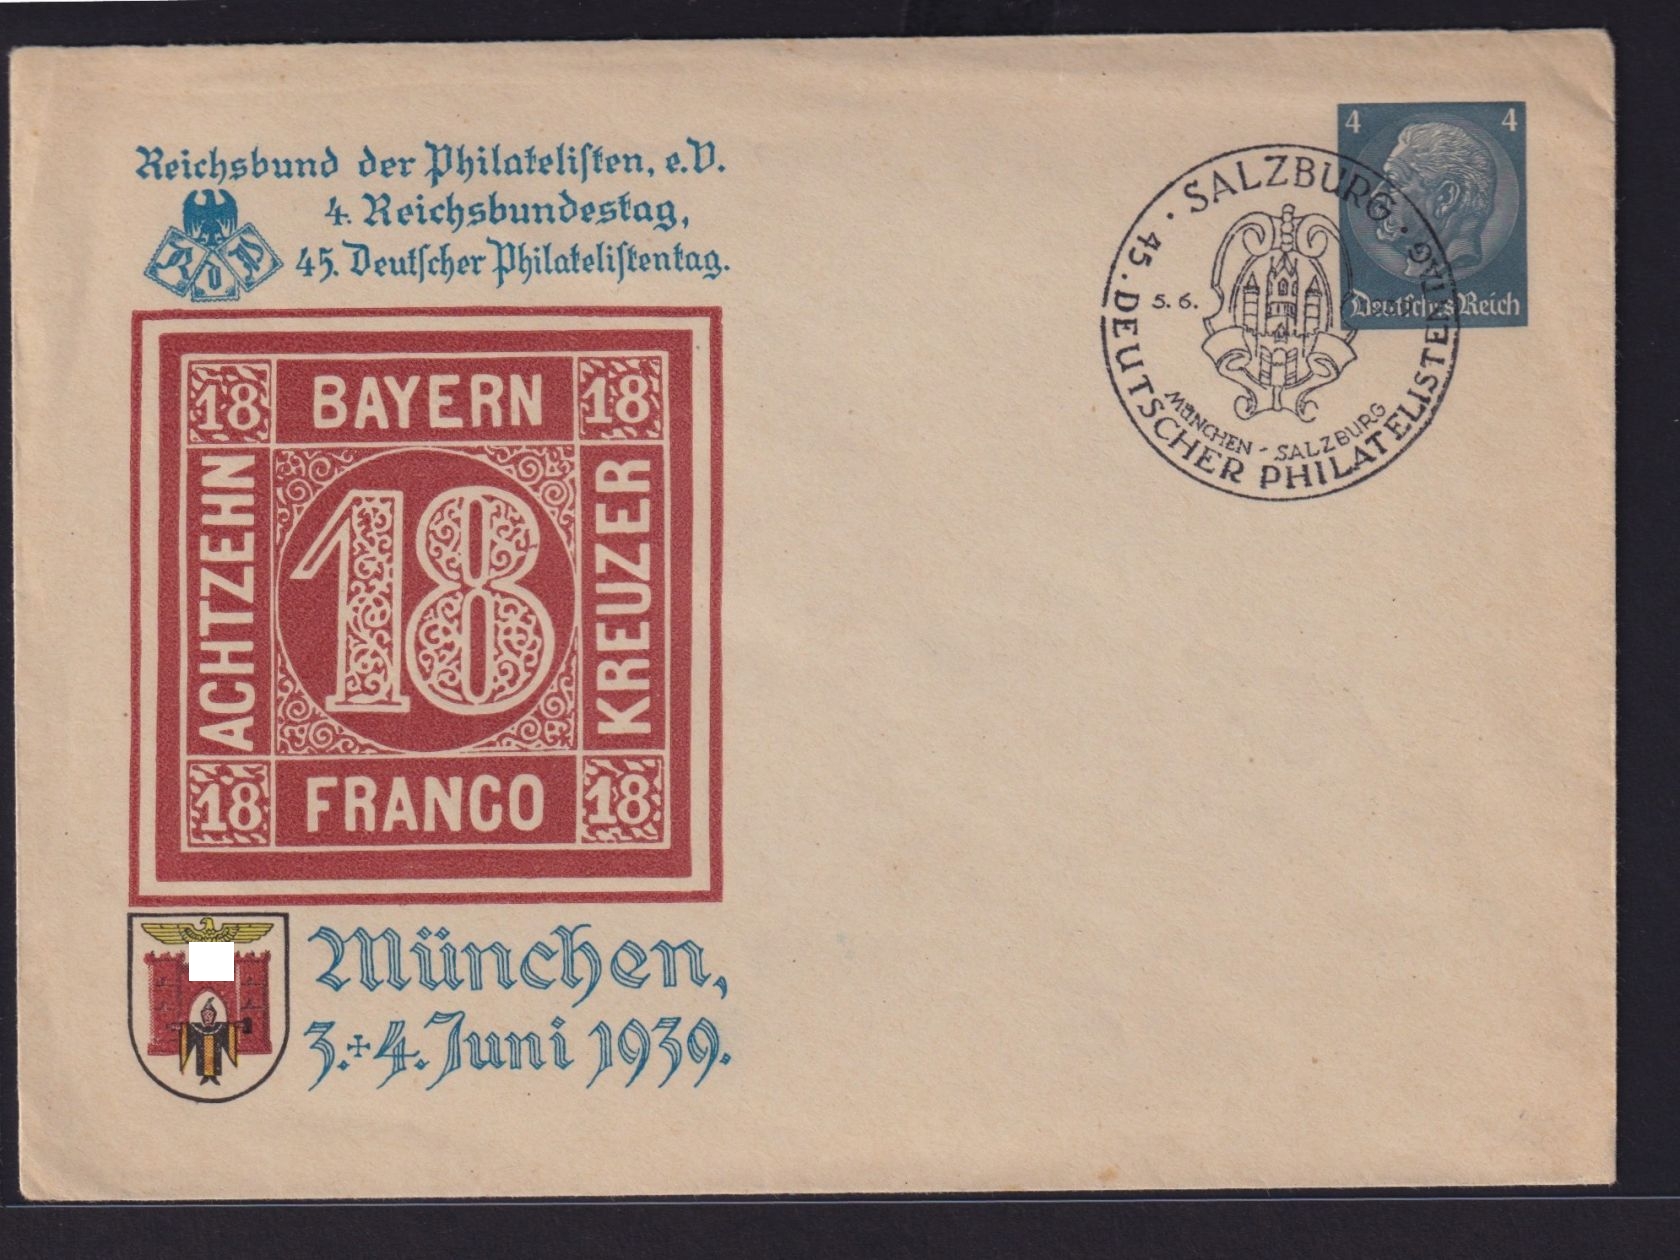 Reichsbund der Philatelisten, e.V.
4. Reichsbundestag,
45. Deutscher Philatelistentag.
R d P
18 BAYERN 18
ACHTZEHN
18
KREUZER
18 FRANCO 18
München,
3.+4. Juni 1939.
4 4
Deutsches Reich
· SALZBURG ·
45. DEUTSCHER PHILATELISTENTAG
5. 6.
MÜNCHEN - SALZBURG